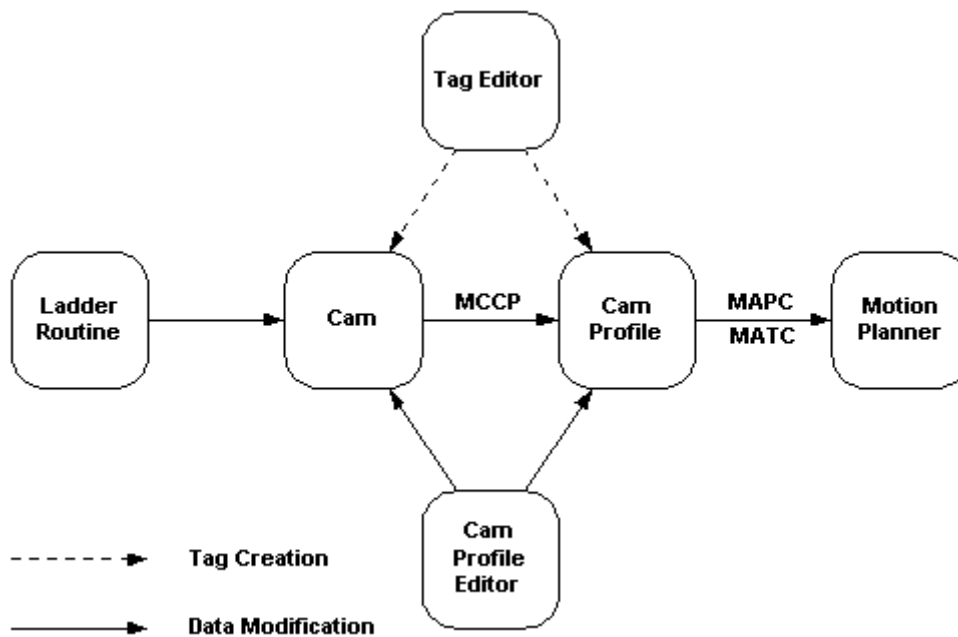 Tag Editor
Ladder
Routine
Cam
MCCP
Cam
Profile
MAPC
MATC
Motion
Planner
Cam
Profile
Editor
Tag Creation
Data Modification